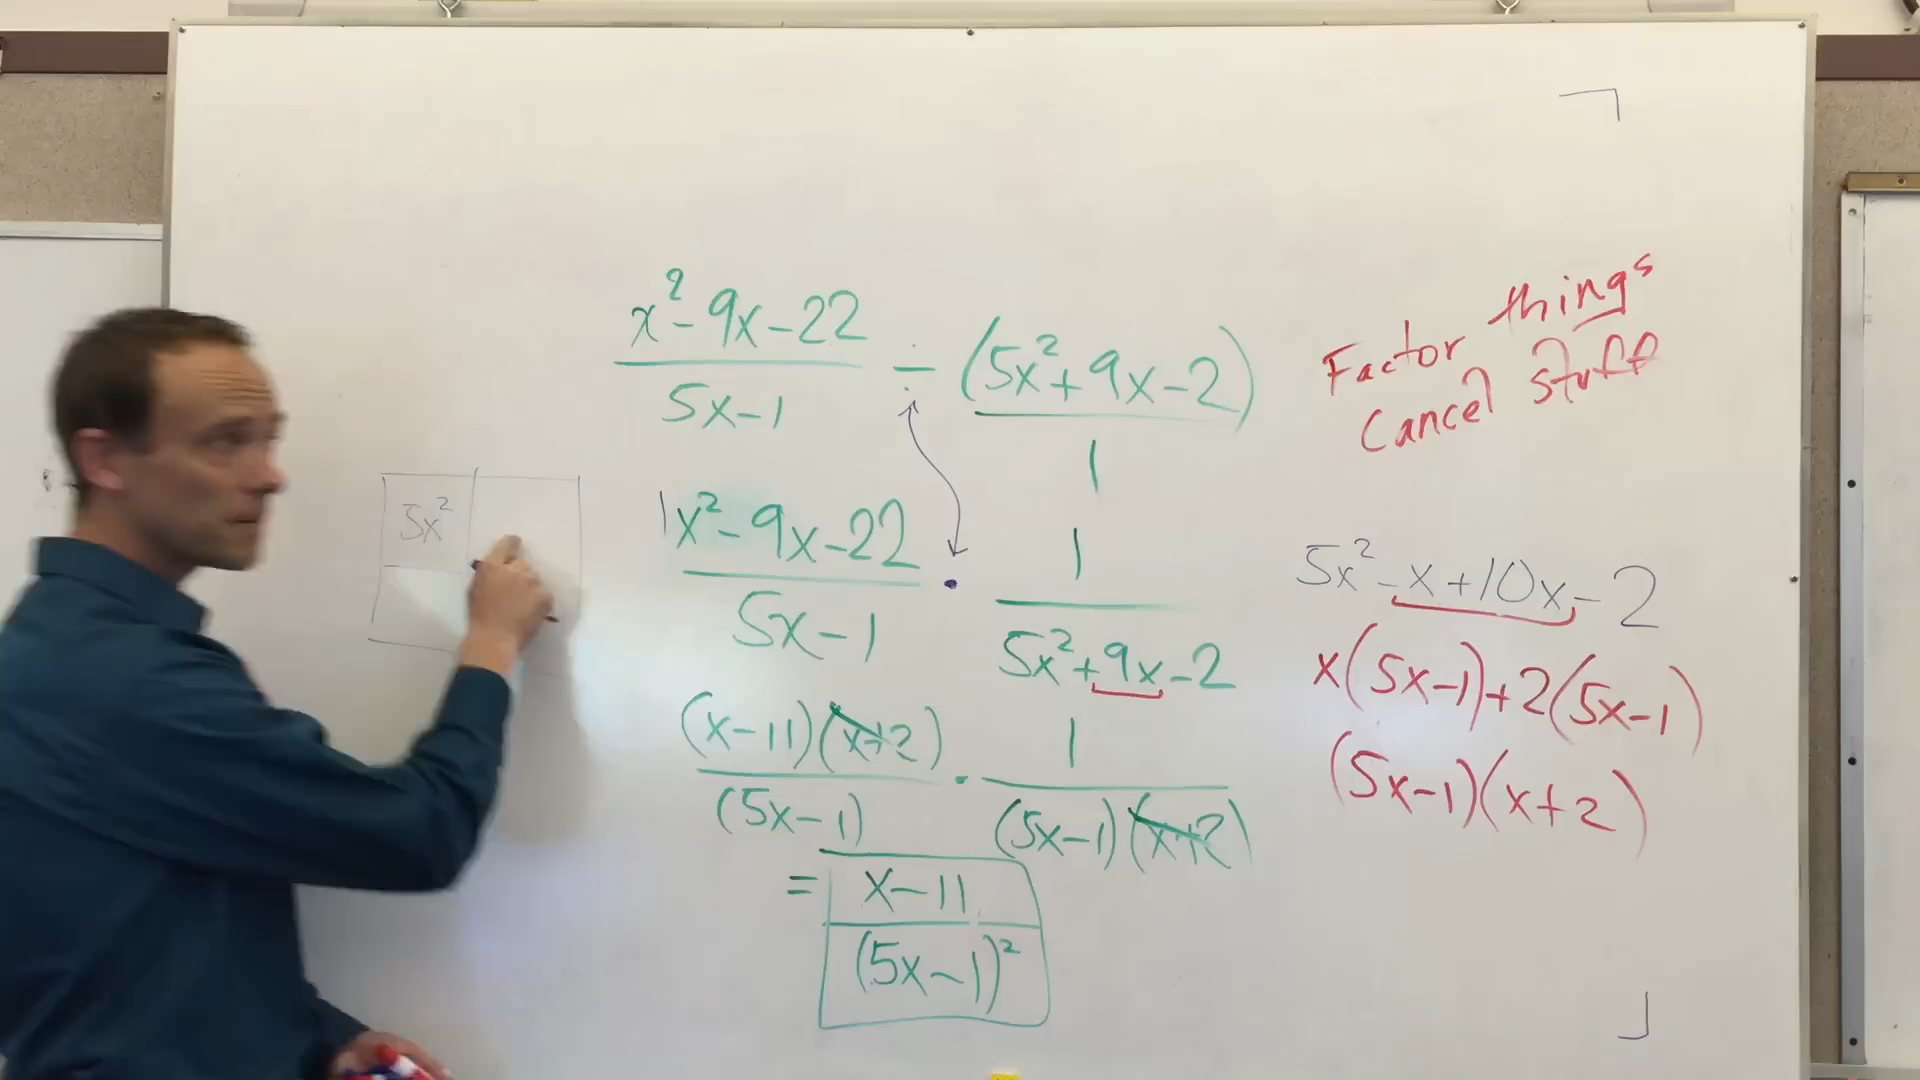 x² - 9x - 22
5x - 1
÷
(5x² + 9x - 2)
1
Factor things
Cancel stuff
5x²
1x² - 9x - 22
5x - 1
·
1
5x² + 9x - 2
5x² - x + 10x - 2
x(5x - 1) + 2(5x - 1)
(5x - 1)(x + 2)
(x - 11)(x + 2)
(5x - 1)
·
1
(5x - 1)(x + 2)
= x - 11
(5x - 1)²